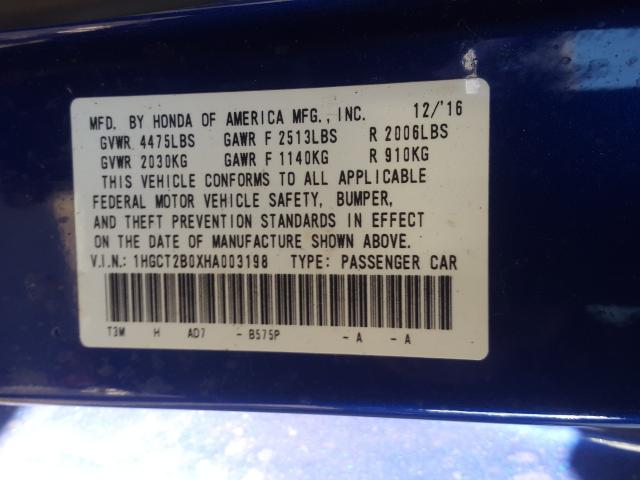 MFD. BY HONDA OF AMERICA MFG., INC. 12/'16
GVWR 4475LBS GAWR F 2513LBS R 2006LBS
GVWR 2030KG GAWR F 1140KG R 910KG
THIS VEHICLE CONFORMS TO ALL APPLICABLE
FEDERAL MOTOR VEHICLE SAFETY, BUMPER,
AND THEFT PREVENTION STANDARDS IN EFFECT
ON THE DATE OF MANUFACTURE SHOWN ABOVE.
V.I.N.: 1HGCT2B0XHA003198 TYPE: PASSENGER CAR
T3M H AD7 - B575P - A - A